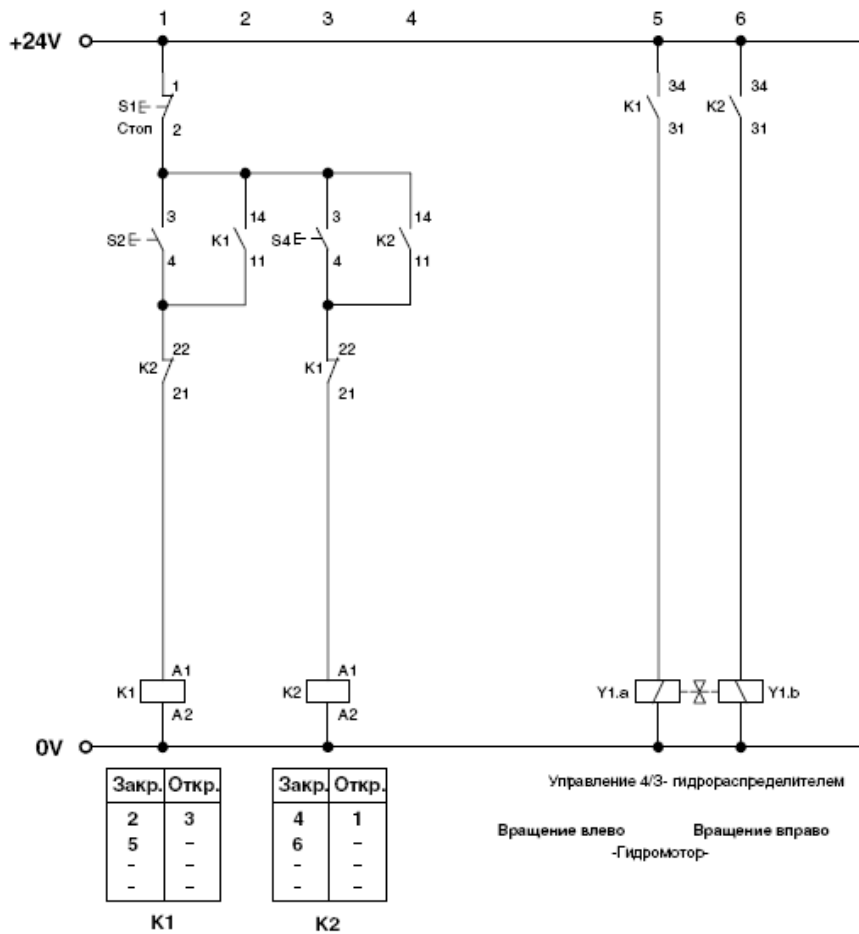 1 2 3 4 5 6
+24V
1 34 34
S1 K1 K2
Стоп 2 31 31
3 14 3 14
S2 K1 S4 K2
4 11 4 11
22 22
K2 K1
21 21
A1 A1
K1 K2 Y1.a Y1.b
A2 A2
0V
Закр. Откр. Закр. Откр.
2 3 4 1
5 - 6 -
- - - -
- - - -
K1 K2
Управление 4/3- гидрораспределителем
Вращение влево Вращение вправо
-Гидромотор-